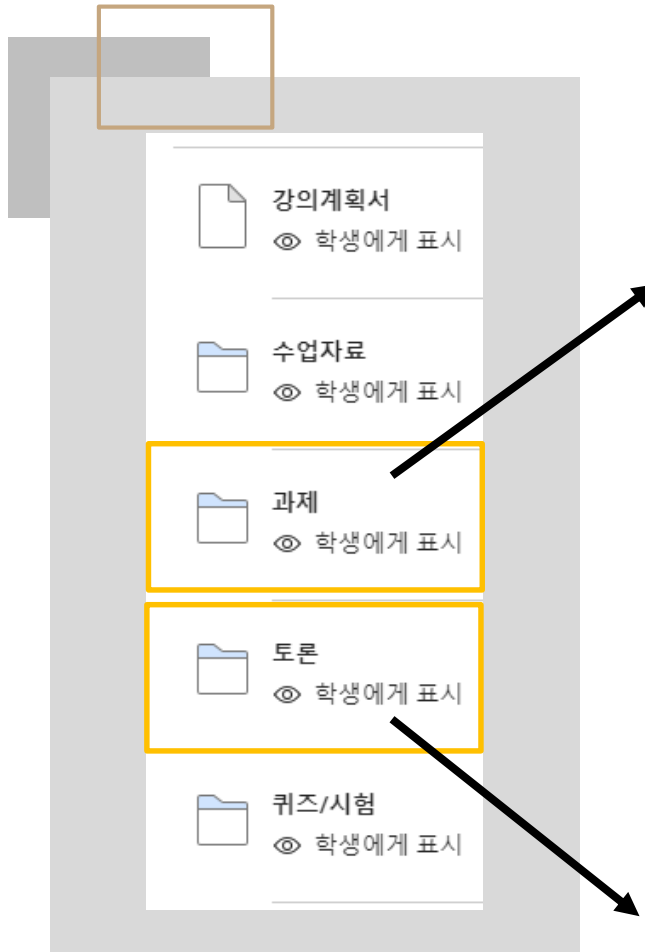 강의계획서
학생에게 표시
수업자료
학생에게 표시
과제
학생에게 표시
토론
학생에게 표시
퀴즈/시험
학생에게 표시